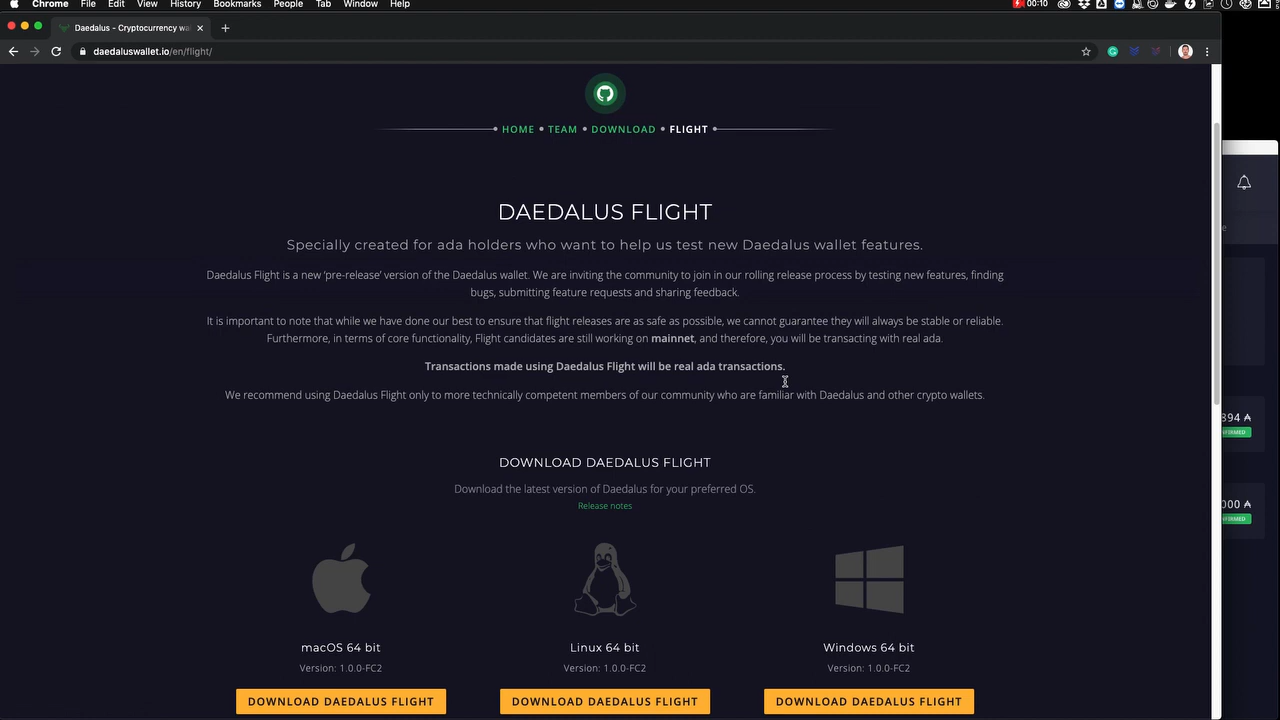 Chrome File Edit View History Bookmarks People Tab Window Help
00:10
Daedalus - Cryptocurrency wa
daedaluswallet.io/en/flight/
HOME TEAM DOWNLOAD FLIGHT
DAEDALUS FLIGHT
Specially created for ada holders who want to help us test new Daedalus wallet features.
Daedalus Flight is a new ‘pre-release’ version of the Daedalus wallet. We are inviting the community to join in our rolling release process by testing new features, finding
bugs, submitting feature requests and sharing feedback.
It is important to note that while we have done our best to ensure that flight releases are as safe as possible, we cannot guarantee they will always be stable or reliable.
Furthermore, in terms of core functionality, Flight candidates are still working on mainnet, and therefore, you will be transacting with real ada.
Transactions made using Daedalus Flight will be real ada transactions.
We recommend using Daedalus Flight only to more technically competent members of our community who are familiar with Daedalus and other crypto wallets.
394 ₳
NFIRMED
DOWNLOAD DAEDALUS FLIGHT
Download the latest version of Daedalus for your preferred OS.
Release notes
000 ₳
NFIRMED
macOS 64 bit Linux 64 bit Windows 64 bit
Version: 1.0.0-FC2 Version: 1.0.0-FC2 Version: 1.0.0-FC2
DOWNLOAD DAEDALUS FLIGHT DOWNLOAD DAEDALUS FLIGHT DOWNLOAD DAEDALUS FLIGHT